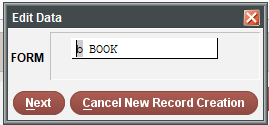 Edit Data
FORM
b BOOK
Next
Cancel New Record Creation